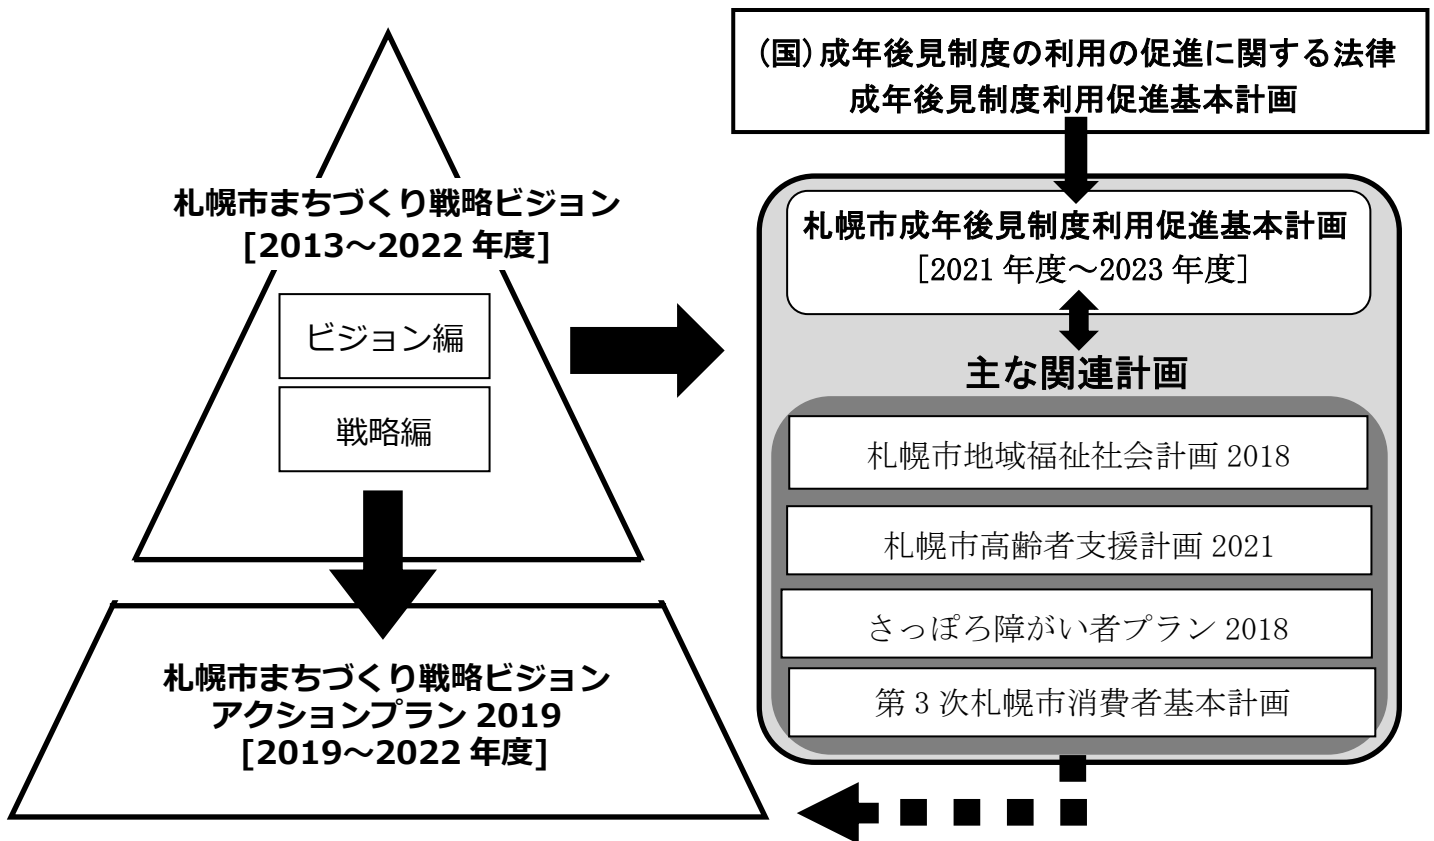 札幌市まちづくり戦略ビジョン
[2013～2022 年度]
ビジョン編
戦略編
札幌市まちづくり戦略ビジョン
アクションプラン 2019
[2019～2022 年度]
(国)成年後見制度の利用の促進に関する法律
成年後見制度利用促進基本計画
札幌市成年後見制度利用促進基本計画
[2021 年度～2023 年度]
主な関連計画
札幌市地域福祉社会計画 2018
札幌市高齢者支援計画 2021
さっぽろ障がい者プラン 2018
第 3 次札幌市消費者基本計画